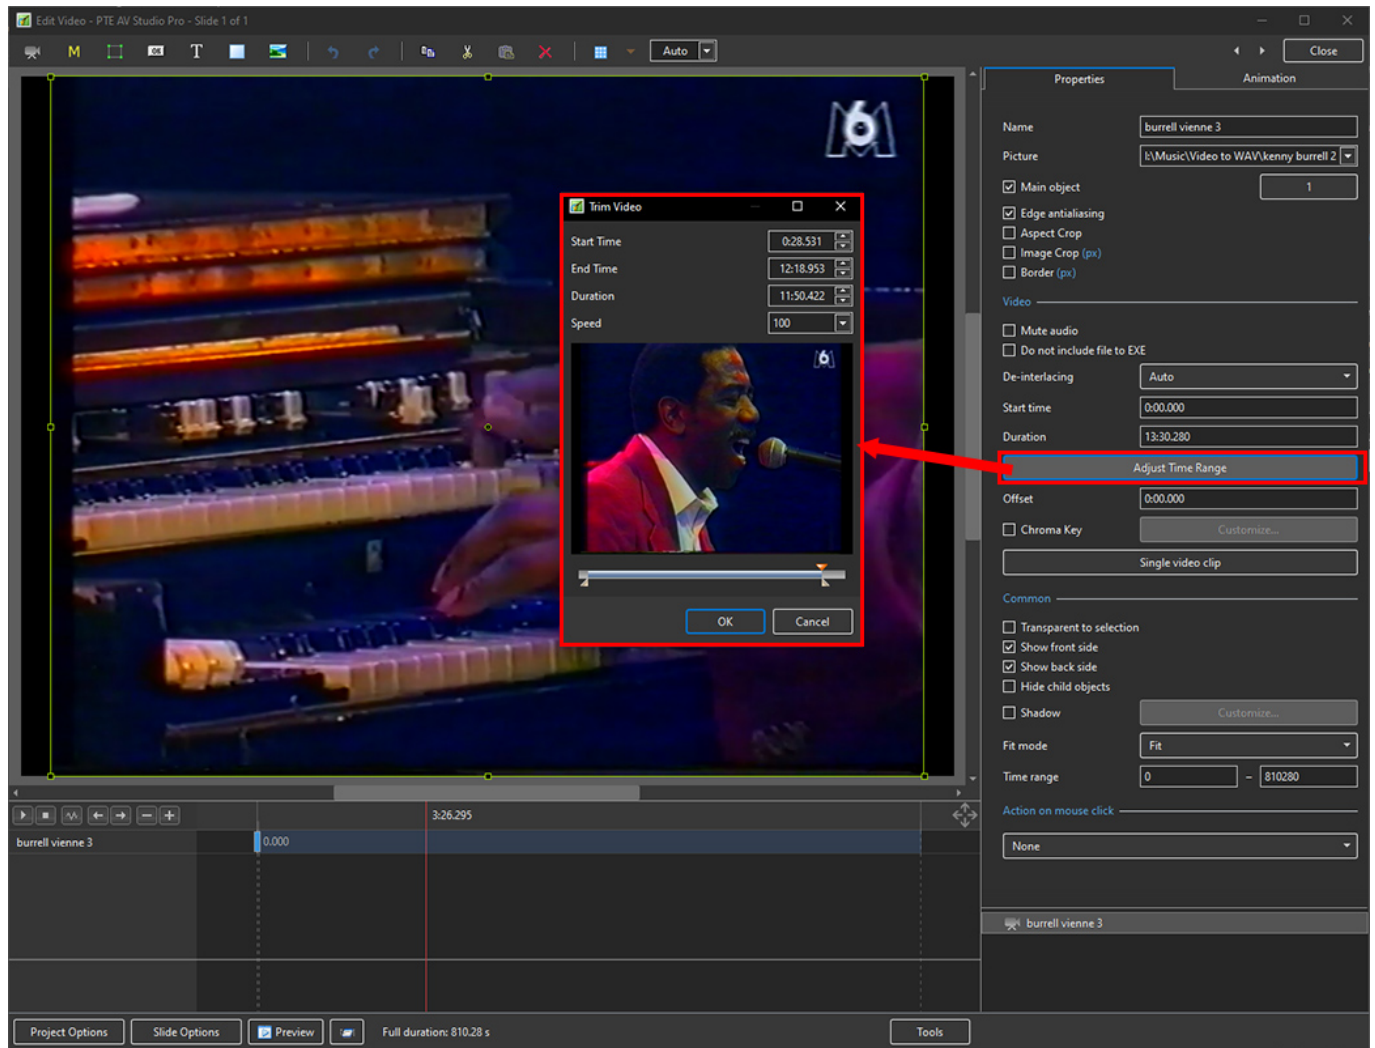 Edit Video - PTE AV Studio Pro - Slide 1 of 1
M OK T Auto Close
Properties Animation
M6
Name burrell vienne 3
Picture I:\Music\Video to WAV\kenny burrell 2
Main object 1
Edge antialiasing
Aspect Crop
Image Crop (px)
Border (px)
Video
Mute audio
Do not include file to EXE
De-interlacing Auto
Start time 0:00.000
Duration 13:30.280
Adjust Time Range
Offset 0:00.000
Chroma Key Customize...
Single video clip
Common
Transparent to selection
Show front side
Show back side
Hide child objects
Shadow Customize...
Fit mode Fit
Time range 0 – 810280
Action on mouse click
None
burrell vienne 3
Trim Video
Start Time 0:28.531
End Time 12:18.953
Duration 11:50.422
Speed 100
M6
OK Cancel
3:26.295
burrell vienne 3 0.000
Project Options Slide Options Preview Full duration: 810.28 s Tools